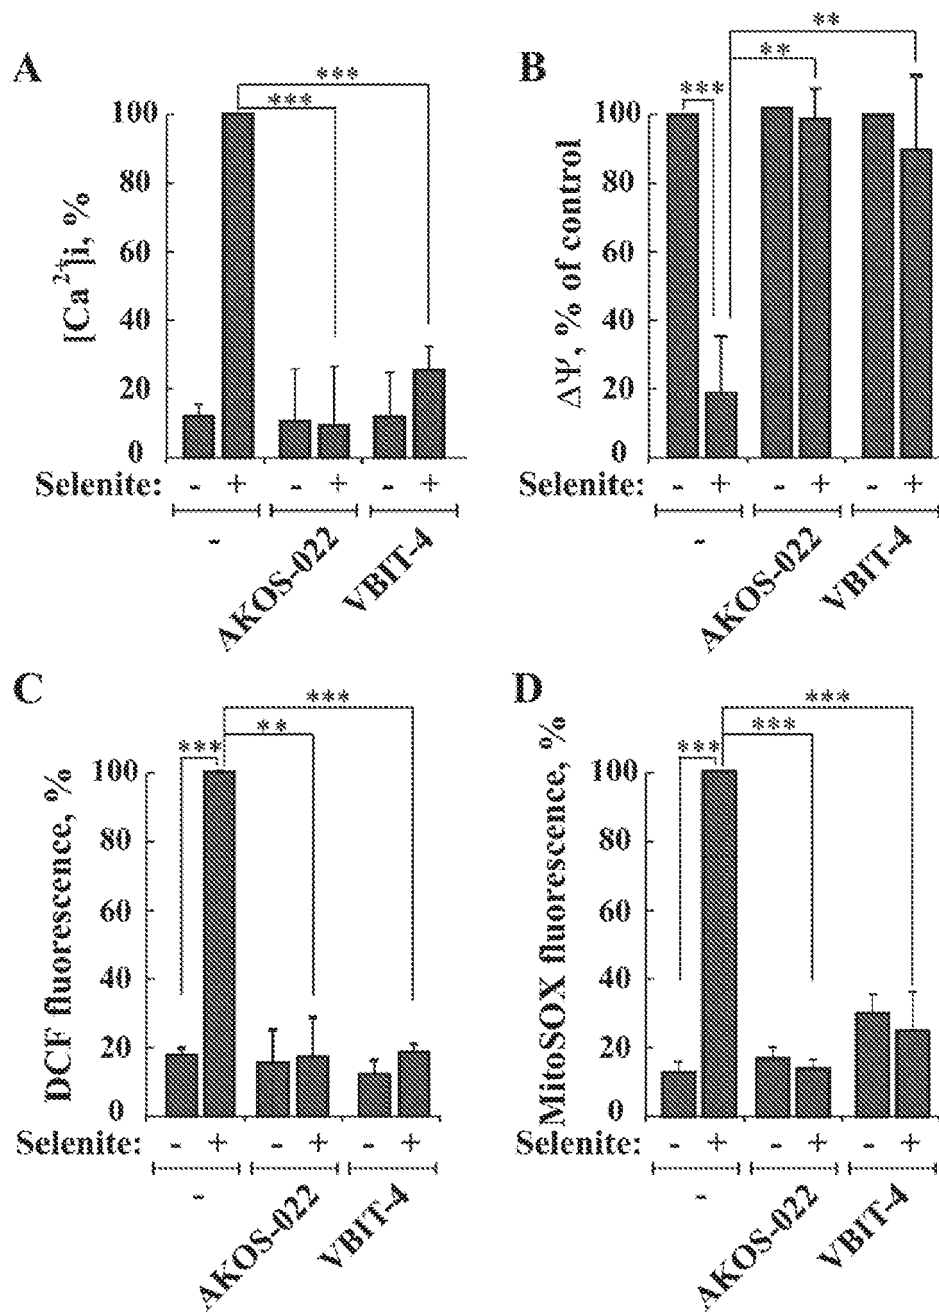 A
[Ca²⁺]i, %
100
80
60
40
20
0
***
***
Selenite: - + - + - +
-
AKOS-022
VBIT-4
B
ΔΨ, % of control
100
80
60
40
20
0
***
**
**
Selenite: - + - + - +
-
AKOS-022
VBIT-4
C
DCF fluorescence, %
100
80
60
40
20
0
***
**
***
Selenite: - + - + - +
-
AKOS-022
VBIT-4
D
MitoSOX fluorescence, %
100
80
60
40
20
0
***
***
***
Selenite: - + - + - +
-
AKOS-022
VBIT-4